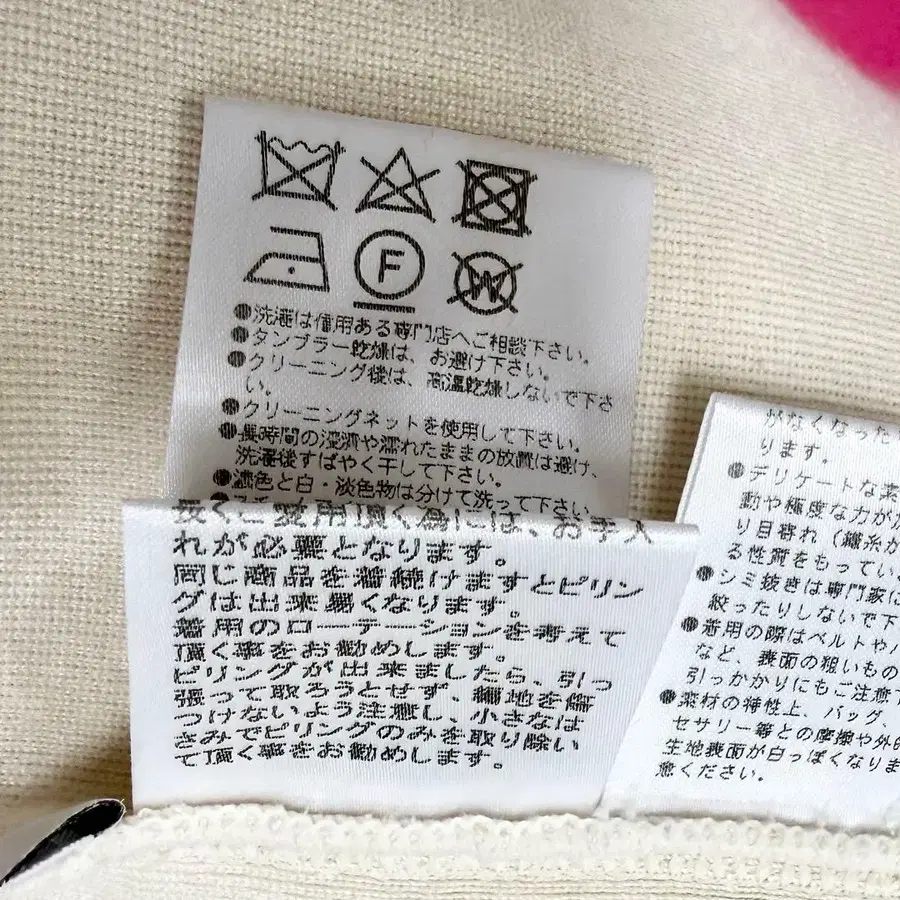 F
W
●洗濯は信用ある専門店へご相談下さい。
●タンブラー乾燥は、お避け下さい。
●クリーニング後は、高温乾燥しないで下さ
い。
●クリーニングネットを使用して下さい。
●長時間の浸漬や濡れたままの放置は避け、
洗濯後すばやく干して下さい。
●濃色と白・淡色物は分けて洗って下さい。
長くご愛用頂く為には、お手入
れが必要となります。
同じ商品を着続けますとピリン
グは出来易くなります。
着用のローテーションを考えて
頂く事をお勧めします。
ピリングが出来ましたら、引っ
張って取ろうとせず、編地を傷
つけないよう注意し、小さなは
さみでピリングのみを取り除い
て頂く事をお勧めします。
がなくなった
ります。
●デリケートな素
動や極度な力が
り目寄れ（織糸が
る性質をもってい
●シミ抜きは専門家に
絞ったりしないで下
●着用の際はベルトや
など、表面の粗いもの
引っかかりにもご注意
●素材の特性上、バッグ、
セサリー等との摩擦や外
生地表面が白っぽくなりま
意ください。